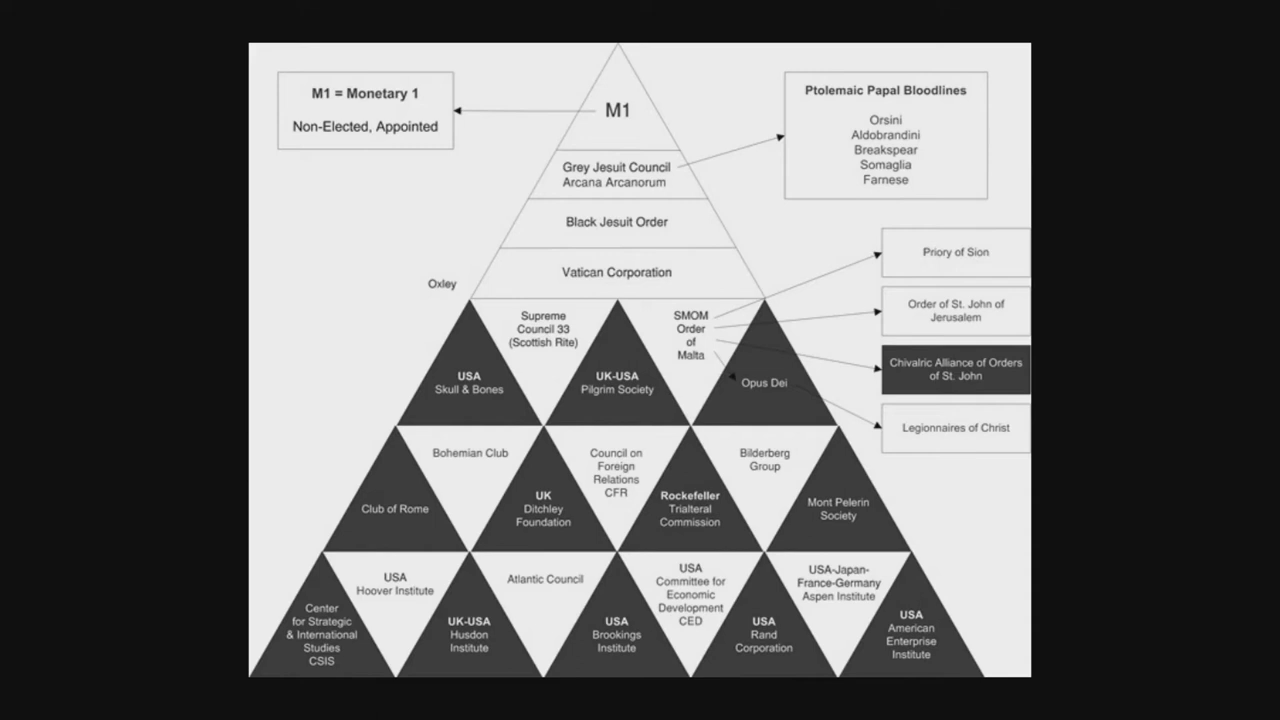 M1 = Monetary 1
Non-Elected, Appointed
M1
Ptolemaic Papal Bloodlines
Orsini
Aldobrandini
Breakspear
Somaglia
Farnese
Grey Jesuit Council
Arcana Arcanorum
Black Jesuit Order
Vatican Corporation
Oxley
Priory of Sion
Order of St. John of
Jerusalem
Chivalric Alliance of Orders
of St. John
Legionnaires of Christ
Supreme
Council 33
(Scottish Rite)
SMOM
Order
of
Malta
USA
Skull & Bones
UK-USA
Pilgrim Society
Opus Dei
Bohemian Club
Council on
Foreign
Relations
CFR
Bilderberg
Group
Club of Rome
UK
Ditchley
Foundation
Rockefeller
Trialteral
Commission
Mont Pelerin
Society
USA
Hoover Institute
Atlantic Council
USA
Committee for
Economic
Development
CED
USA-Japan-
France-Germany
Aspen Institute
Center
for Strategic
& International
Studies
CSIS
UK-USA
Husdon
Institute
USA
Brookings
Institute
USA
Rand
Corporation
USA
American
Enterprise
Institute